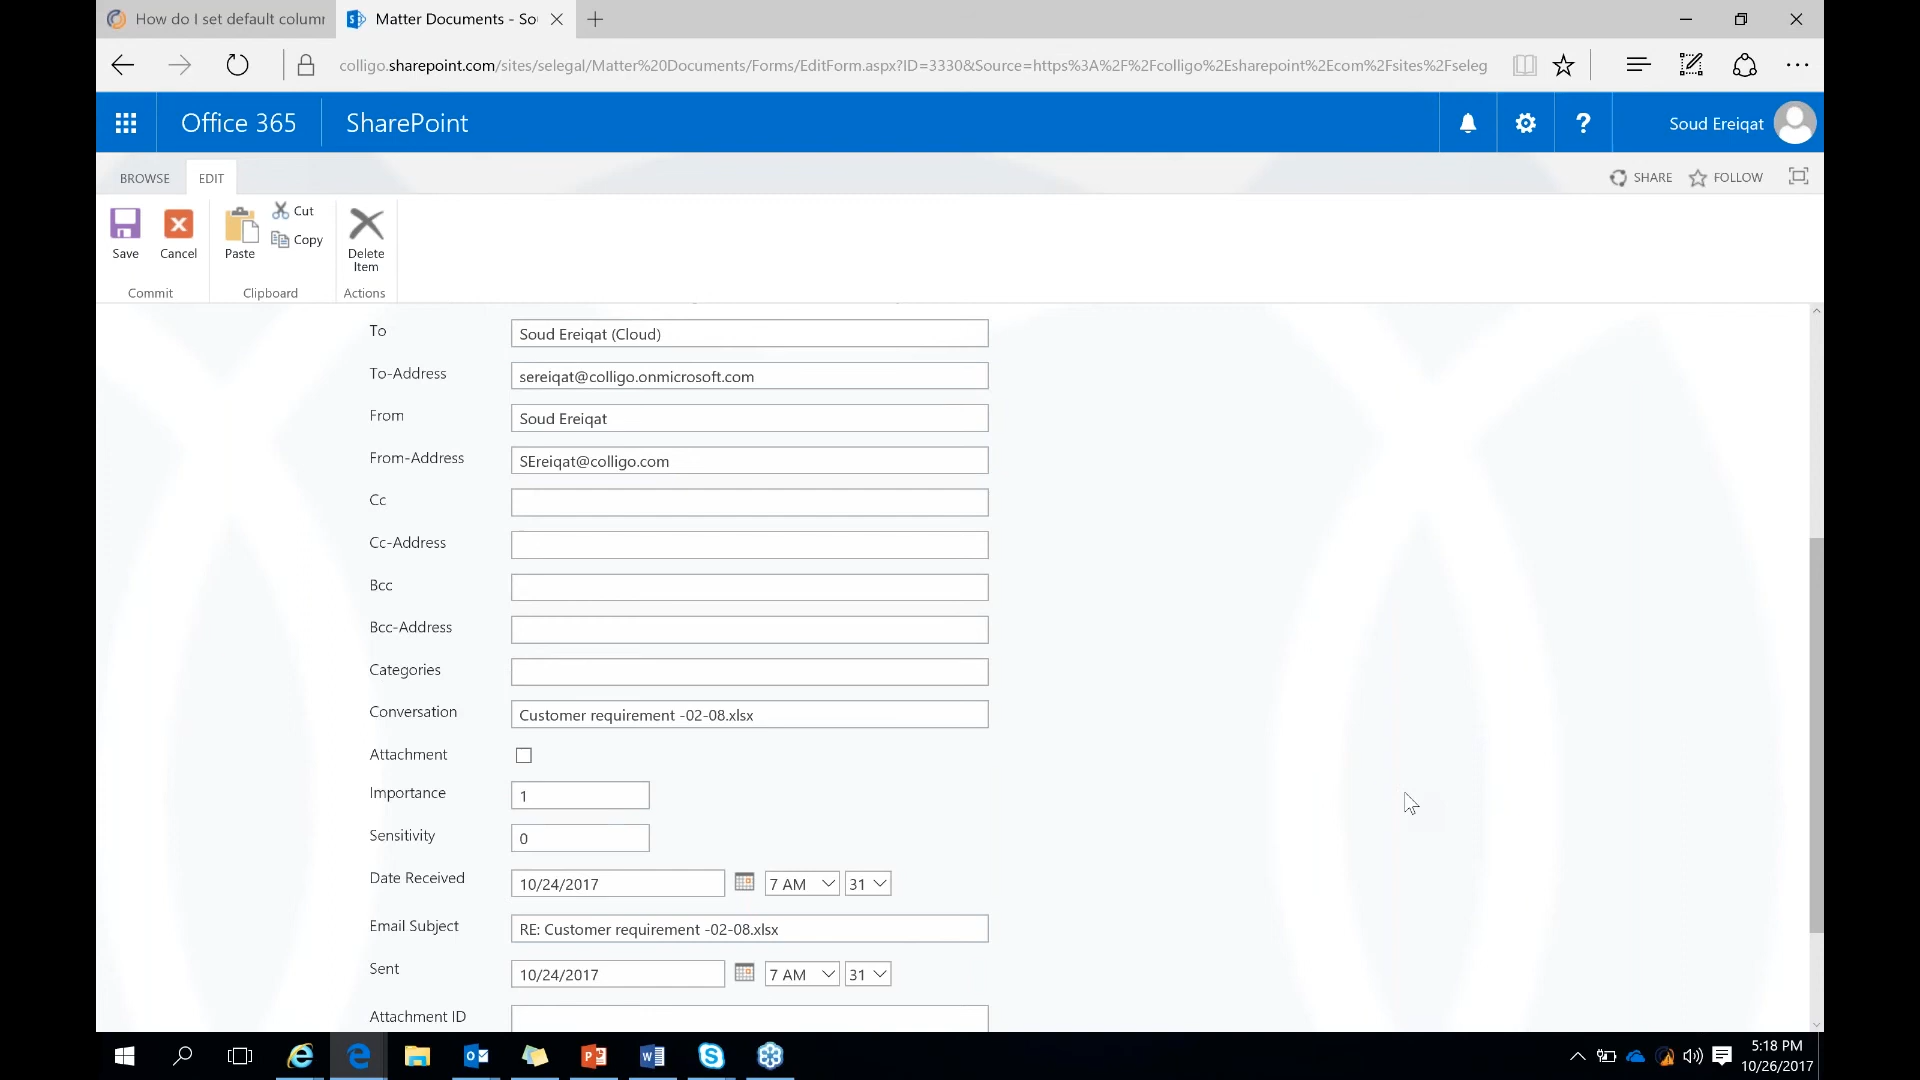 How do I set default column
Matter Documents - So
colligo.sharepoint.com/sites/selegal/Matter%20Documents/Forms/EditForm.aspx?ID=3330&Source=https%3A%2F%2Fcolligo%2Esharepoint%2Ecom%2Fsites%2Fseleg
Office 365
SharePoint
?
Soud Ereiqat
BROWSE
EDIT
SHARE
FOLLOW
Save
Cancel
Paste
Cut
Copy
Delete Item
Commit
Clipboard
Actions
To
Soud Ereiqat (Cloud)
To-Address
sereiqat@colligo.onmicrosoft.com
From
Soud Ereiqat
From-Address
SEreiqat@colligo.com
Cc
Cc-Address
Bcc
Bcc-Address
Categories
Conversation
Customer requirement -02-08.xlsx
Attachment
Importance
1
Sensitivity
0
Date Received
10/24/2017
7 AM
31
Email Subject
RE: Customer requirement -02-08.xlsx
Sent
10/24/2017
7 AM
31
Attachment ID
5:18 PM
10/26/2017